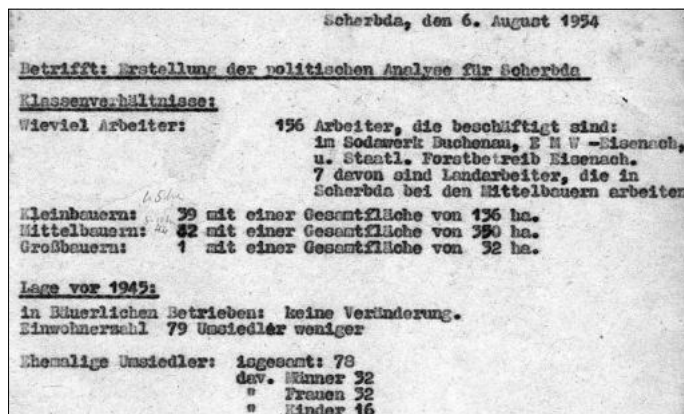 Scherbda, den 6. August 1954
Betrifft: Erstellung der politischen Analyse für Scherbda
Klassenverhältnisse:
Wieviel Arbeiter: 156 Arbeiter, die beschäftigt sind:
im Sodawerk Buchenau, E M W -Eisenach,
u. Staatl. Forstbetreib Eisenach.
7 davon sind Landarbeiter, die in
Scherbda bei den Mittelbauern arbeiten
Kleinbauern: 39 mit einer Gesamtfläche von 136 ha.
Mittelbauern: 42 mit einer Gesamtfläche von 350 ha.
Großbauern: 1 mit einer Gesamtfläche von 32 ha.
Lage vor 1945:
in Bäuerlichen Betrieben: keine Veränderung.
Einwohnerzahl 79 Umsiedler weniger
Ehemalige Umsiedler: isgesamt: 78
dav. Männer 32
" Frauen 32
" Kinder 16